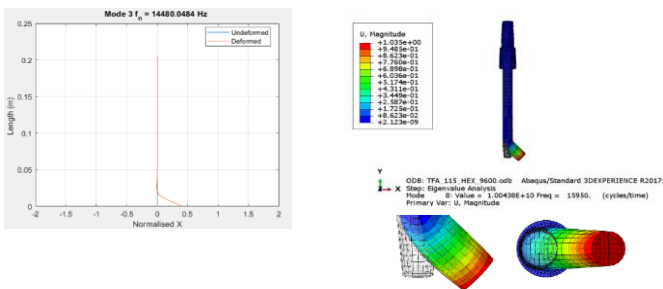 Mode 3 fn = 14480.0484 Hz
Undeformed
Deformed
0.25
0.2
0.15
0.1
0.05
0
Length (m)
-2 -1.5 -1 -0.5 0 0.5 1 1.5 2
Normalised X
U, Magnitude
+1.035e+00
+9.485e-01
+8.623e-01
+7.760e-01
+6.898e-01
+6.036e-01
+5.174e-01
+4.311e-01
+3.449e-01
+2.587e-01
+1.725e-01
+8.623e-02
+2.123e-09
Y
X
ODB: TFA_115_HEX_9600.odb Abaqus/Standard 3DEXPERIENCE R2017
Step: Eigenvalue Analysis
Mode 8: Value = 1.00438E+10 Freq = 15950. (cycles/time)
Primary Var: U, Magnitude